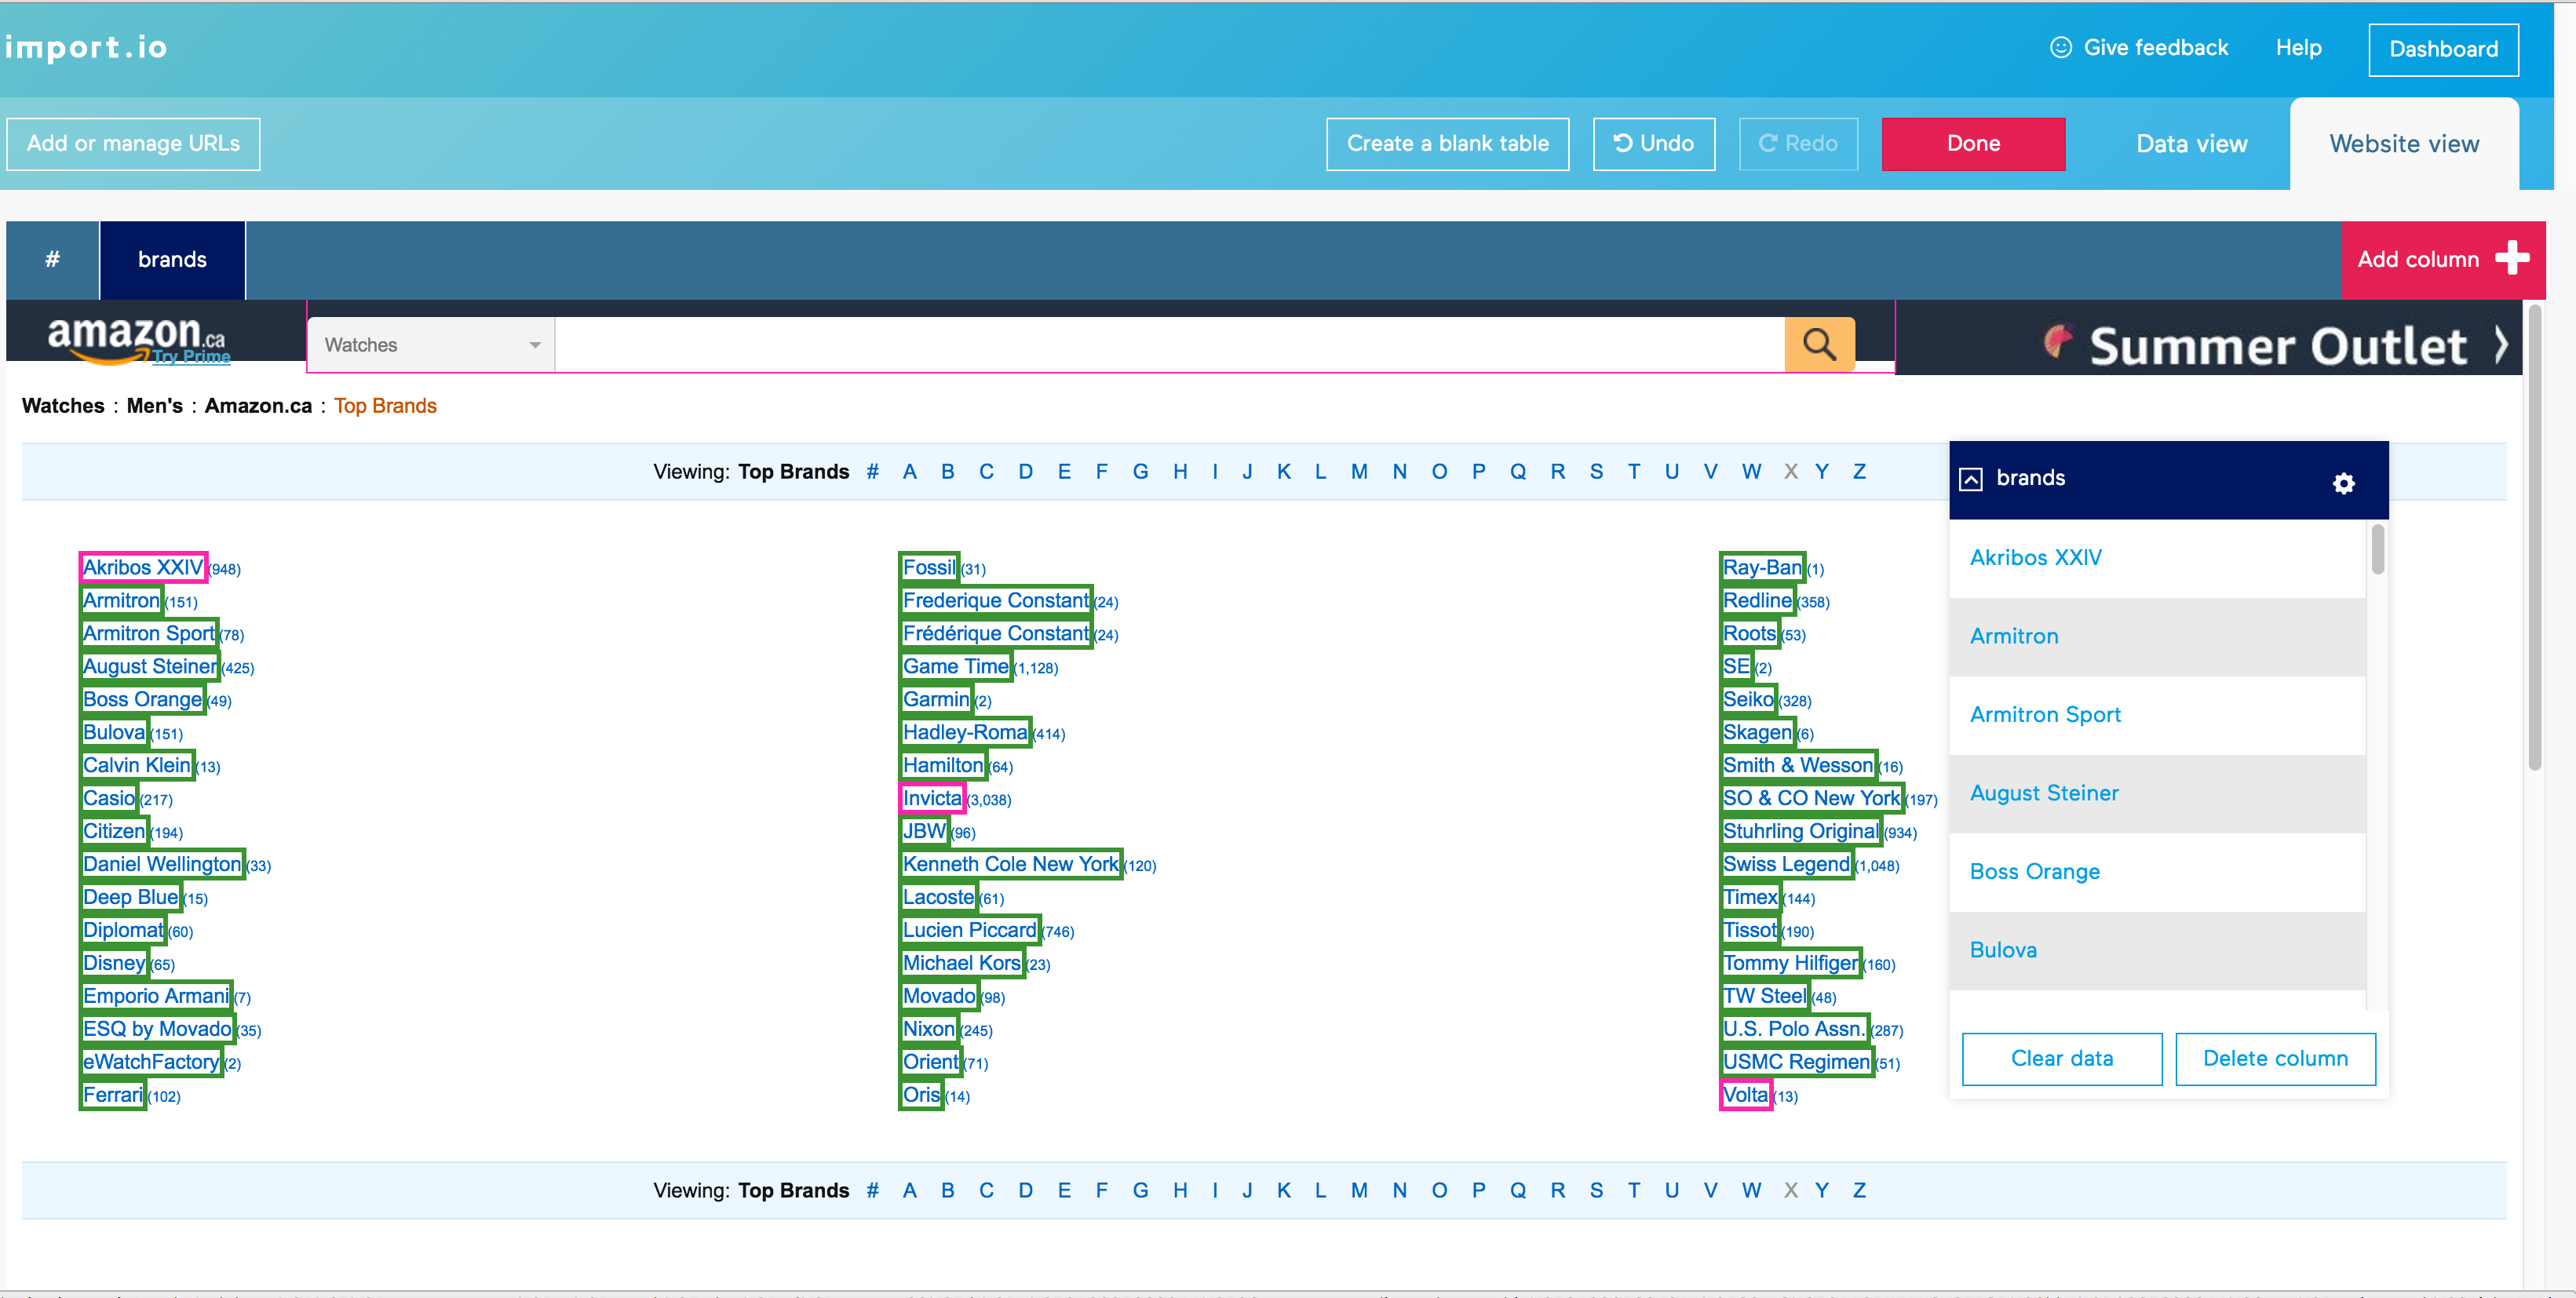 import.io
Give feedback Help Dashboard
Add or manage URLs
Create a blank table Undo Redo Done Data view Website view
# brands Add column
amazon.ca
Try Prime
Watches
Summer Outlet
Watches : Men's : Amazon.ca : Top Brands
Viewing: Top Brands # A B C D E F G H I J K L M N O P Q R S T U V W X Y Z
Akribos XXIV (948)
Armitron (151)
Armitron Sport (78)
August Steiner (425)
Boss Orange (49)
Bulova (151)
Calvin Klein (13)
Casio (217)
Citizen (194)
Daniel Wellington (33)
Deep Blue (15)
Diplomat (60)
Disney (65)
Emporio Armani (7)
ESQ by Movado (35)
eWatchFactory (2)
Ferrari (102)
Fossil (31)
Frederique Constant (24)
Frédérique Constant (24)
Game Time (1,128)
Garmin (2)
Hadley-Roma (414)
Hamilton (64)
Invicta (3,038)
JBW (96)
Kenneth Cole New York (120)
Lacoste (61)
Lucien Piccard (746)
Michael Kors (23)
Movado (98)
Nixon (245)
Orient (71)
Oris (14)
Ray-Ban (1)
Redline (358)
Roots (53)
SE (2)
Seiko (328)
Skagen (6)
Smith & Wesson (16)
SO & CO New York (197)
Stuhrling Original (934)
Swiss Legend (1,048)
Timex (144)
Tissot (190)
Tommy Hilfiger (160)
TW Steel (48)
U.S. Polo Assn. (287)
USMC Regimen (51)
Volta (13)
brands
Akribos XXIV
Armitron
Armitron Sport
August Steiner
Boss Orange
Bulova
Clear data Delete column
Viewing: Top Brands # A B C D E F G H I J K L M N O P Q R S T U V W X Y Z